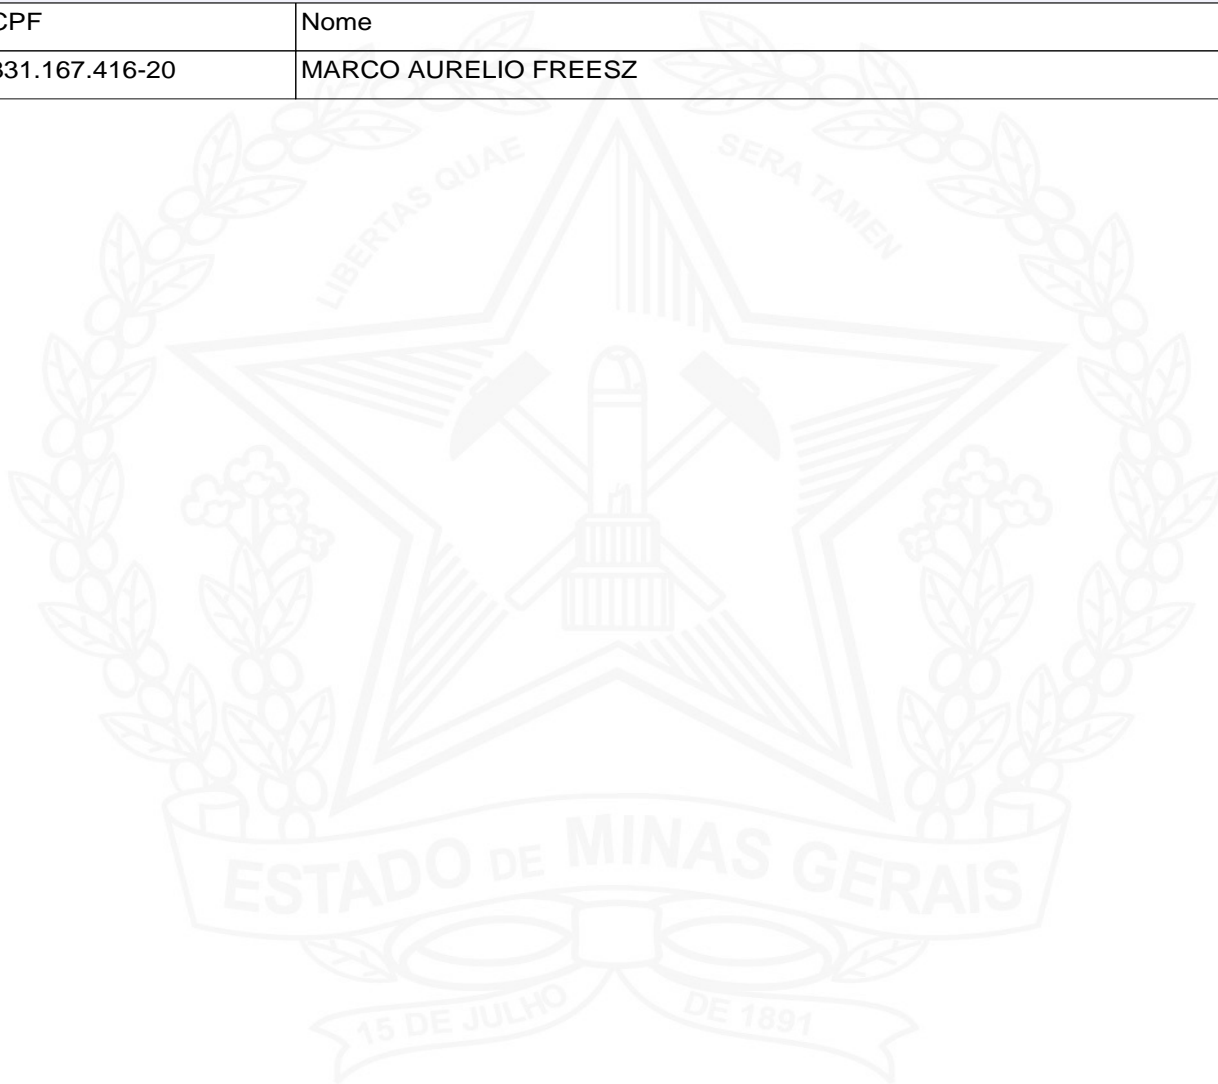 CPF Nome
331.167.416-20 MARCO AURELIO FREESZ
LIBERTAS QUAE SERA TAMEN
ESTADO DE MINAS GERAIS
15 DE JULHO DE 1891